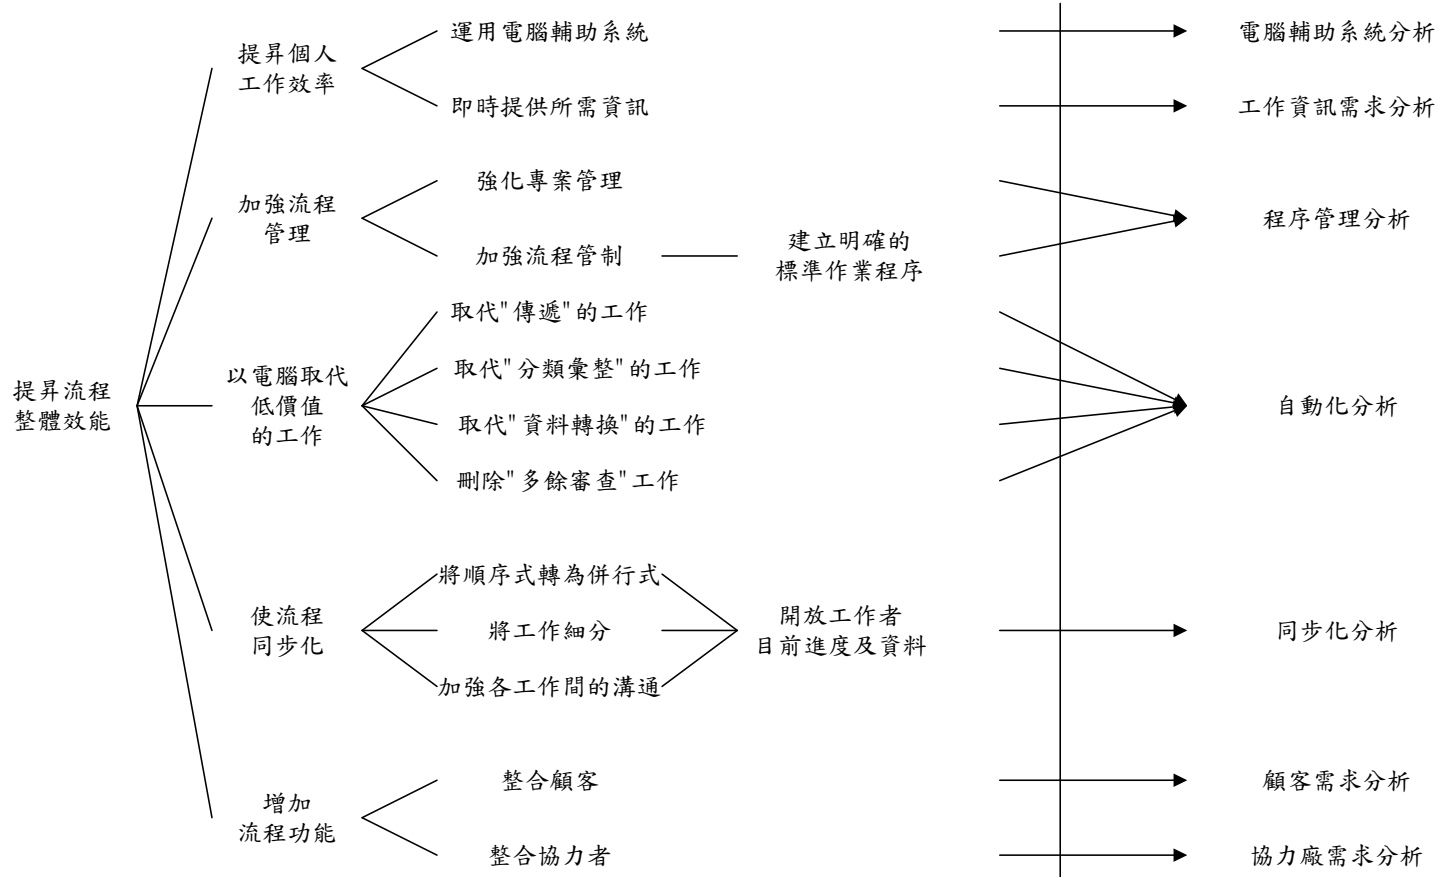 提昇流程
整體效能
提昇個人
工作效率
運用電腦輔助系統
電腦輔助系統分析
即時提供所需資訊
工作資訊需求分析
加強流程
管理
強化專案管理
加強流程管制
建立明確的
標準作業程序
程序管理分析
以電腦取代
低價值
的工作
取代"傳遞"的工作
取代"分類彙整"的工作
取代"資料轉換"的工作
刪除"多餘審查"工作
自動化分析
使流程
同步化
將順序式轉為併行式
將工作細分
加強各工作間的溝通
開放工作者
目前進度及資料
同步化分析
增加
流程功能
整合顧客
顧客需求分析
整合協力者
協力廠需求分析